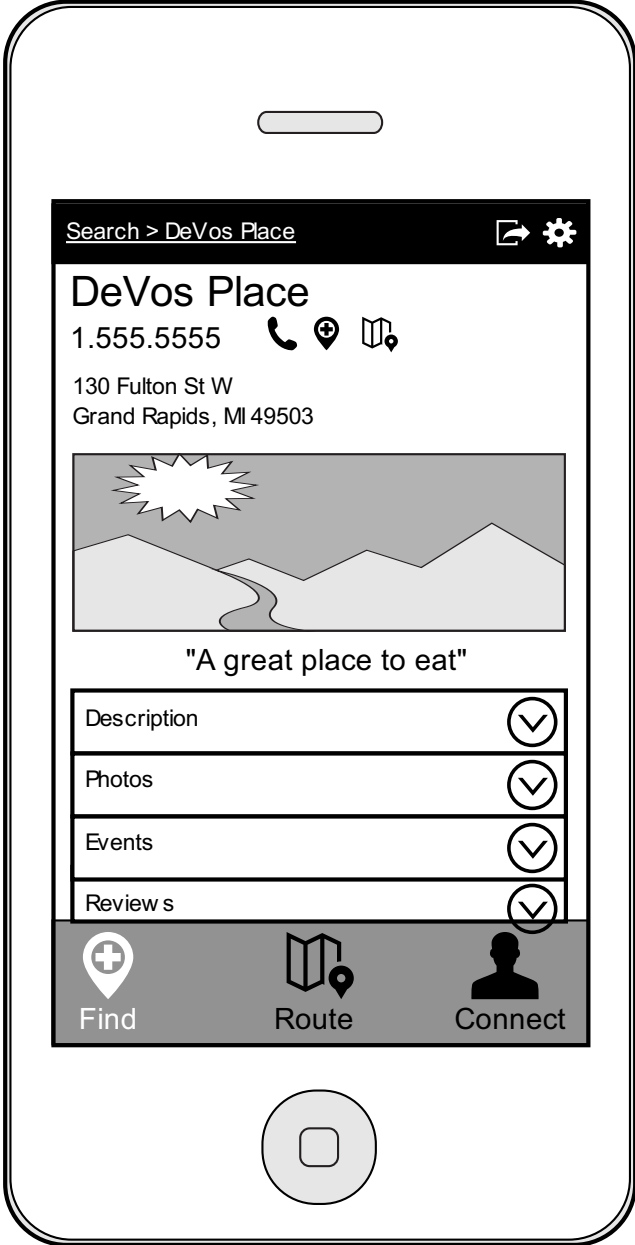 Search > DeVos Place
DeVos Place
1.555.5555
130 Fulton St W
Grand Rapids, MI 49503
"A great place to eat"
Description
Photos
Events
Reviews
Find Route Connect